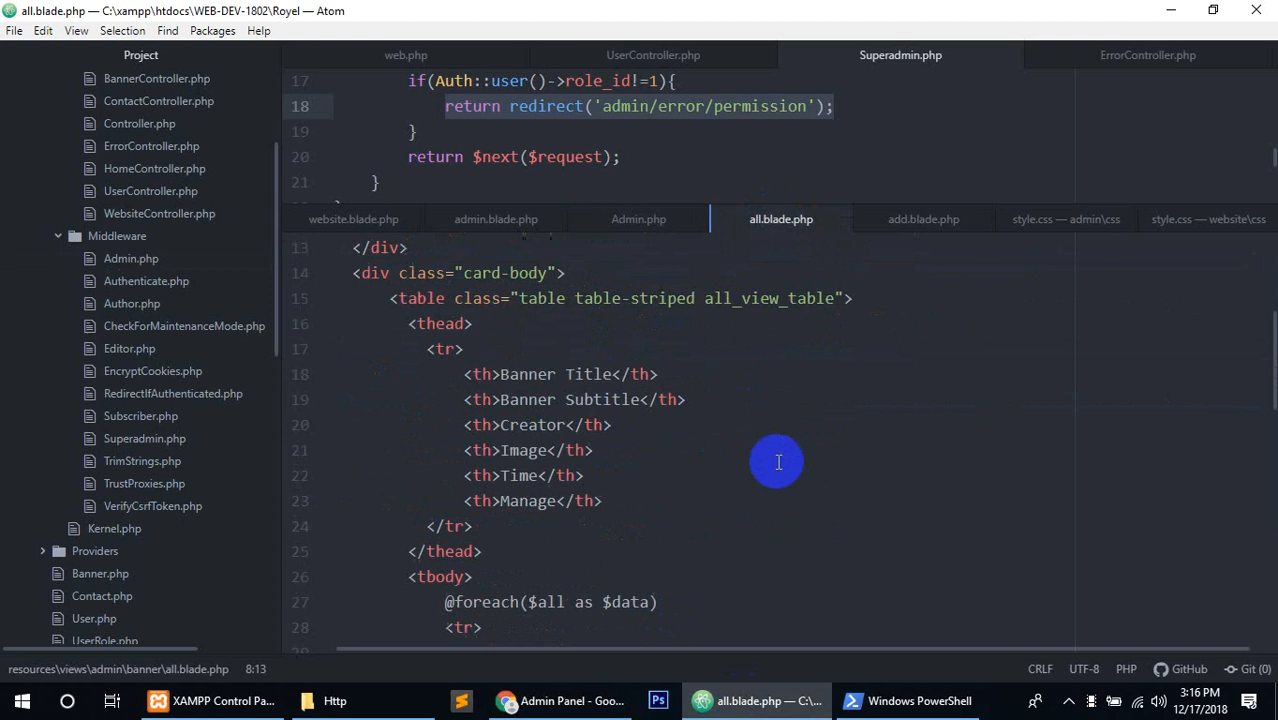 all.blade.php — C:\xampp\htdocs\WEB-DEV-1802\Royel — Atom
File Edit View Selection Find Packages Help
Project
BannerController.php
ContactController.php
Controller.php
ErrorController.php
HomeController.php
UserController.php
WebsiteController.php
Middleware
Admin.php
Authenticate.php
Author.php
CheckForMaintenanceMode.php
Editor.php
EncryptCookies.php
RedirectIfAuthenticated.php
Subscriber.php
Superadmin.php
TrimStrings.php
TrustProxies.php
VerifyCsrfToken.php
Kernel.php
Providers
Banner.php
Contact.php
User.php
UserRole.php
web.php UserController.php Superadmin.php ErrorController.php
17 if(Auth::user()->role_id!=1){
18 return redirect('admin/error/permission');
19 }
20 return $next($request);
21 }
website.blade.php admin.blade.php Admin.php all.blade.php add.blade.php style.css — admin\css style.css — website\css
13 </div>
14 <div class="card-body">
15 <table class="table table-striped all_view_table">
16 <thead>
17 <tr>
18 <th>Banner Title</th>
19 <th>Banner Subtitle</th>
20 <th>Creator</th>
21 <th>Image</th>
22 <th>Time</th>
23 <th>Manage</th>
24 </tr>
25 </thead>
26 <tbody>
27 @foreach($all as $data)
28 <tr>
resources\views\admin\banner\all.blade.php 8:13 CRLF UTF-8 PHP GitHub Git (0)
XAMPP Control Pa... Http Ps Admin Panel - Goo... all.blade.php — C:\... Windows PowerShell 3:16 PM
12/17/2018